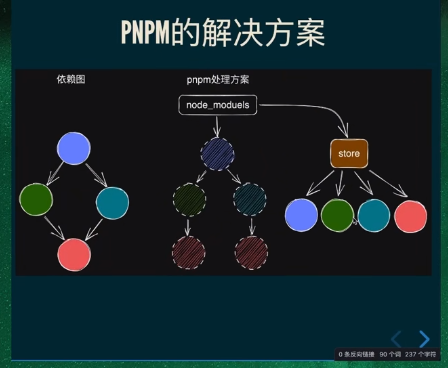 PNPM的解决方案
依赖图
pnpm处理方案
node_moduels
store
0 条反向链接 90 个词 237 个字符